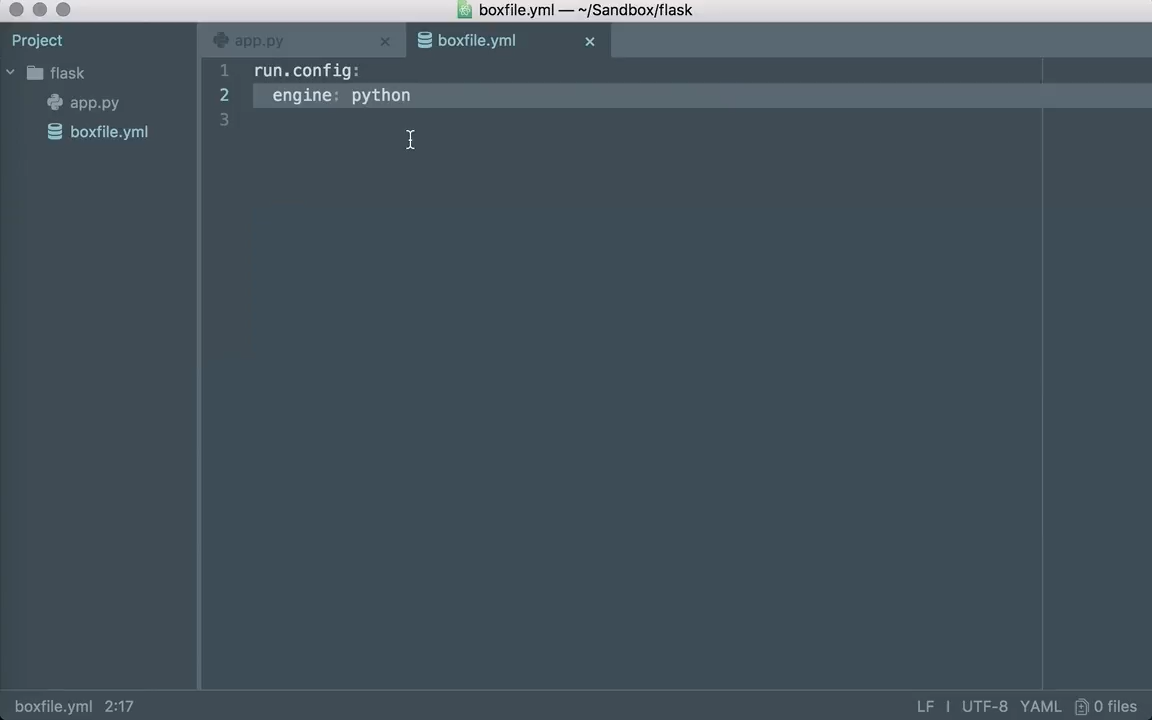 boxfile.yml — ~/Sandbox/flask
Project
app.py
boxfile.yml
flask
app.py
boxfile.yml
1 run.config:
2 engine: python
3
boxfile.yml 2:17
LF UTF-8 YAML 0 files